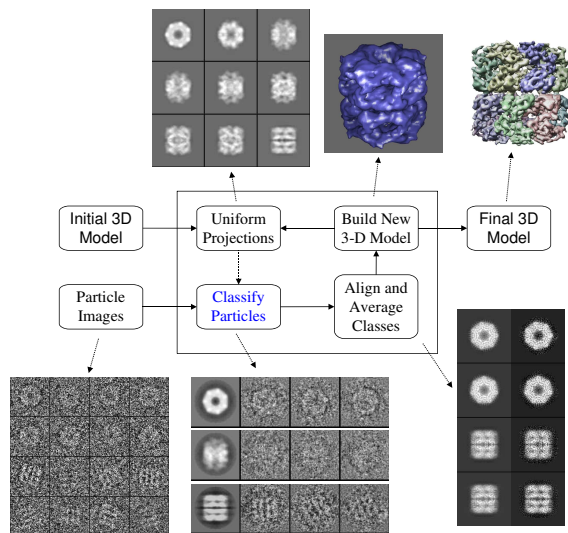 Initial 3D
Model
Uniform
Projections
Build New
3-D Model
Final 3D
Model
Particle
Images
Classify
Particles
Align and
Average
Classes